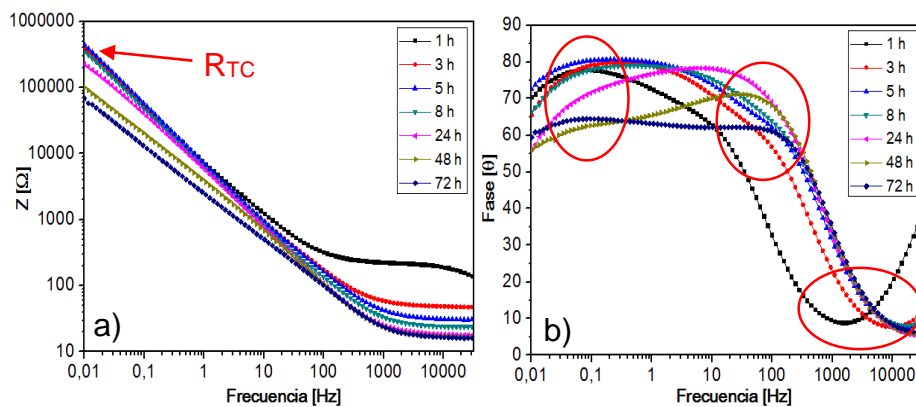 1000000
100000
10000
1000
100
10
Z [Ω]
0,01 0,1 1 10 100 1000 10000
Frecuencia [Hz]
R_TC
1 h
3 h
5 h
8 h
24 h
48 h
72 h
a)
90
80
70
60
50
40
30
20
10
0
Fase [θ]
0,01 0,1 1 10 100 1000 10000
Frecuencia [Hz]
1 h
3 h
5 h
8 h
24 h
48 h
72 h
b)